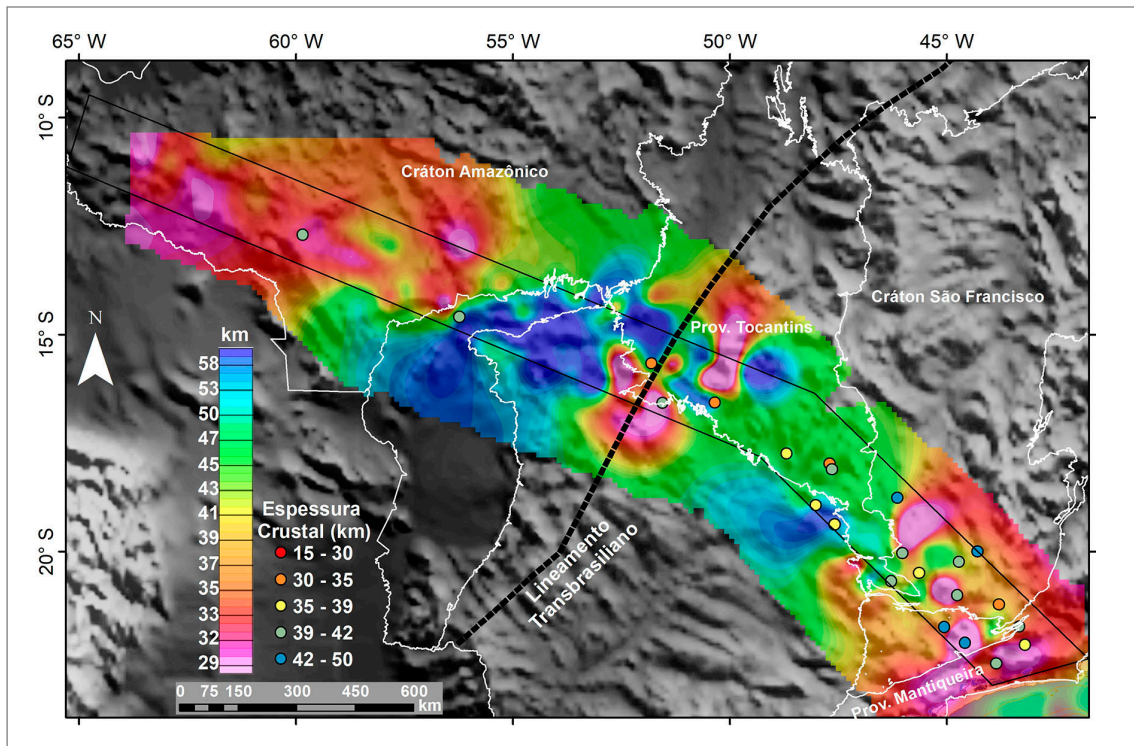 65° W
60° W
55° W
50° W
45° W
10° S
15° S
20° S
Cráton Amazônico
Cráton São Francisco
Prov. Tocantins
Lineamento
Transbrasiliano
Prov. Mantiqueira
N
km
58
53
50
47
45
43
41
39
37
35
33
32
29
Espessura
Crustal (km)
15 - 30
30 - 35
35 - 39
39 - 42
42 - 50
0 75 150 300 450 600
km